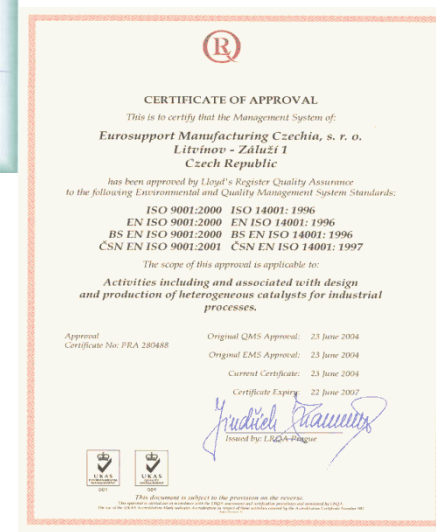 CERTIFICATE OF APPROVAL
This is to certify that the Management System of:
Eurosupport Manufacturing Czechia, s. r. o.
Litvínov - Záluží 1
Czech Republic
has been approved by Lloyd's Register Quality Assurance
to the following Environmental and Quality Management System Standards:
ISO 9001:2000 ISO 14001: 1996
EN ISO 9001:2000 EN ISO 14001: 1996
BS EN ISO 9001:2000 BS EN ISO 14001: 1996
ČSN EN ISO 9001:2001 ČSN EN ISO 14001: 1997
The scope of this approval is applicable to:
Activities including and associated with design
and production of heterogeneous catalysts for industrial
processes.
Approval
Certificate No: PRA 280488
Original QMS Approval: 23 June 2004
Original EMS Approval: 23 June 2004
Current Certificate: 23 June 2004
Certificate Expiry: 22 June 2007
Issued by: LRQA Prague
UKAS
UKAS
001
This document is subject to the provision on the reverse.